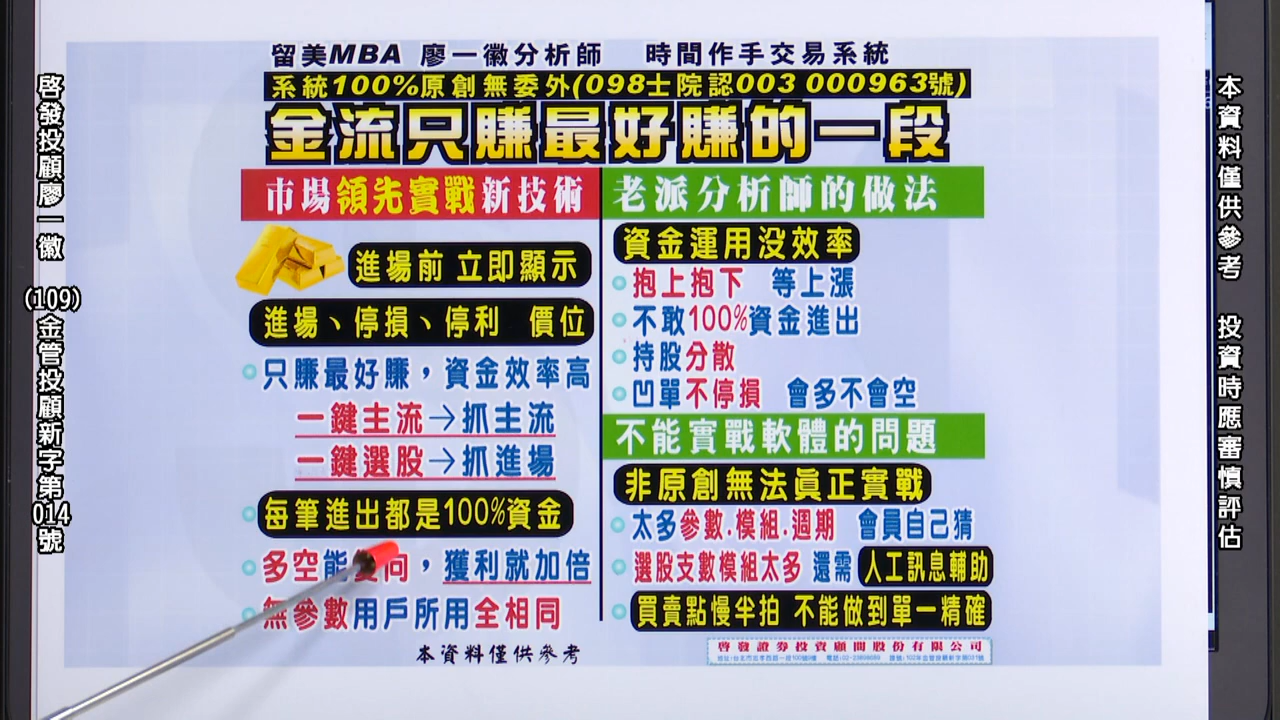 啓發投顧廖一徽 (109)金管投顧新字第014號
留美MBA 廖一徽分析師 時間作手交易系統
系統100%原創無委外(098士院認003 000963號)
金流只賺最好賺的一段
市場領先實戰新技術
進場前 立即顯示
進場、停損、停利 價位
只賺最好賺，資金效率高
一鍵主流→抓主流
一鍵選股→抓進場
每筆進出都是100%資金
多空能雙向，獲利就加倍
無參數用戶所用全相同
本資料僅供參考
老派分析師的做法
資金運用没效率
抱上抱下 等上漲
不敢100%資金進出
持股分散
凹單不停損 會多不會空
不能實戰軟體的問題
非原創無法真正實戰
太多參數.模組.週期 會員自己猜
選股支數模組太多 還需人工訊息輔助
買賣點慢半拍 不能做到單一精確
啓發證券投資顧問股份有限公司
本資料僅供參考 投資時應審慎評估